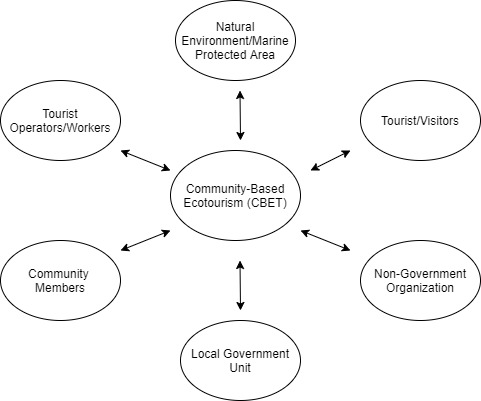 Natural
Environment/Marine
Protected Area
Tourist
Operators/Workers
Tourist/Visitors
Community-Based
Ecotourism (CBET)
Community
Members
Non-Government
Organization
Local Government
Unit